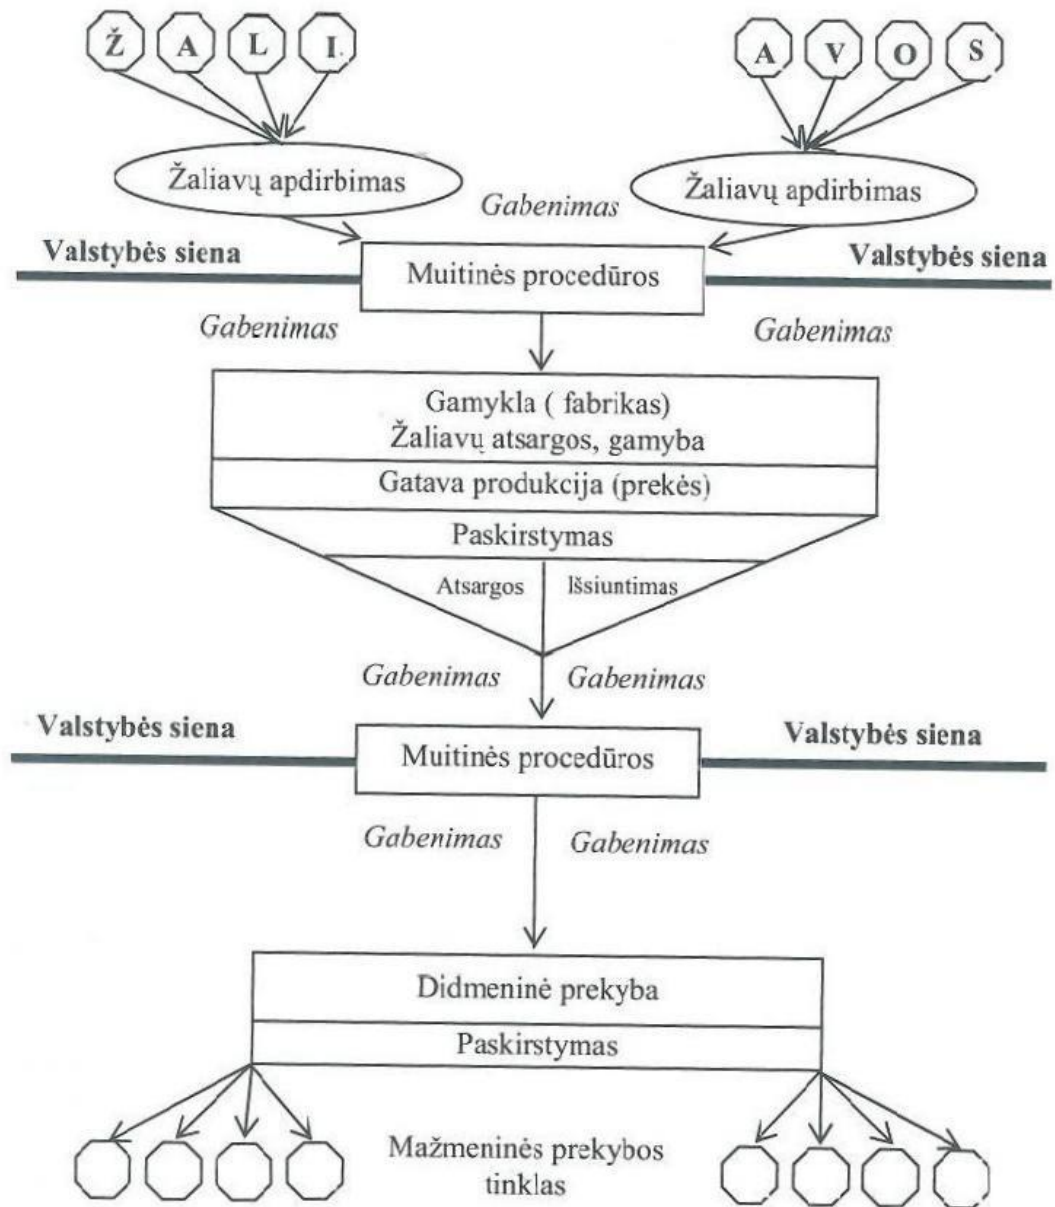 Ž A L I A V O S
Žaliavų apdirbimas
Žaliavų apdirbimas
Gabenimas
Valstybės siena
Valstybės siena
Muitinės procedūros
Gabenimas
Gabenimas
Gamykla ( fabrikas)
Žaliavų atsargos, gamyba
Gatava produkcija (prekės)
Paskirstymas
Atsargos
Išsiuntimas
Gabenimas
Gabenimas
Valstybės siena
Valstybės siena
Muitinės procedūros
Gabenimas
Gabenimas
Didmeninė prekyba
Paskirstymas
Mažmeninės prekybos
tinklas